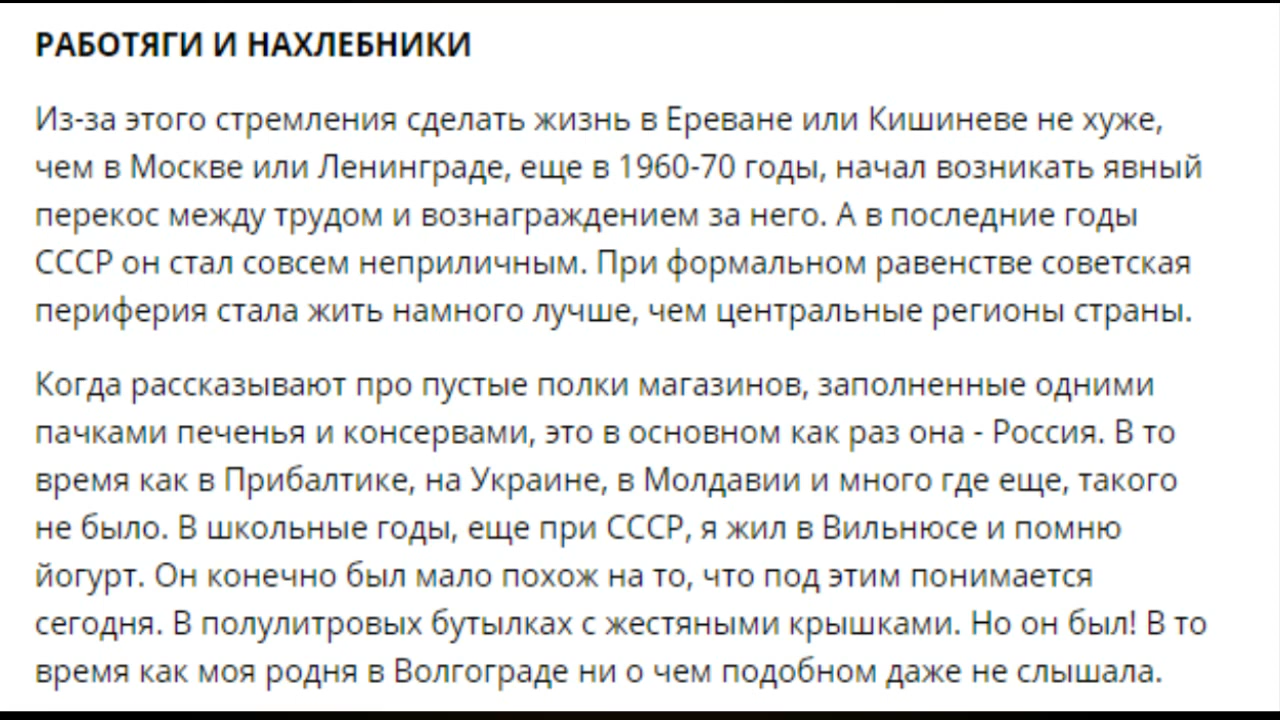 РАБОТЯГИ И НАХЛЕБНИКИ
Из-за этого стремления сделать жизнь в Ереване или Кишиневе не хуже,
чем в Москве или Ленинграде, еще в 1960-70 годы, начал возникать явный
перекос между трудом и вознаграждением за него. А в последние годы
СССР он стал совсем неприличным. При формальном равенстве советская
периферия стала жить намного лучше, чем центральные регионы страны.
Когда рассказывают про пустые полки магазинов, заполненные одними
пачками печенья и консервами, это в основном как раз она - Россия. В то
время как в Прибалтике, на Украине, в Молдавии и много где еще, такого
не было. В школьные годы, еще при СССР, я жил в Вильнюсе и помню
йогурт. Он конечно был мало похож на то, что под этим понимается
сегодня. В полулитровых бутылках с жестяными крышками. Но он был! В то
время как моя родня в Волгограде ни о чем подобном даже не слышала.